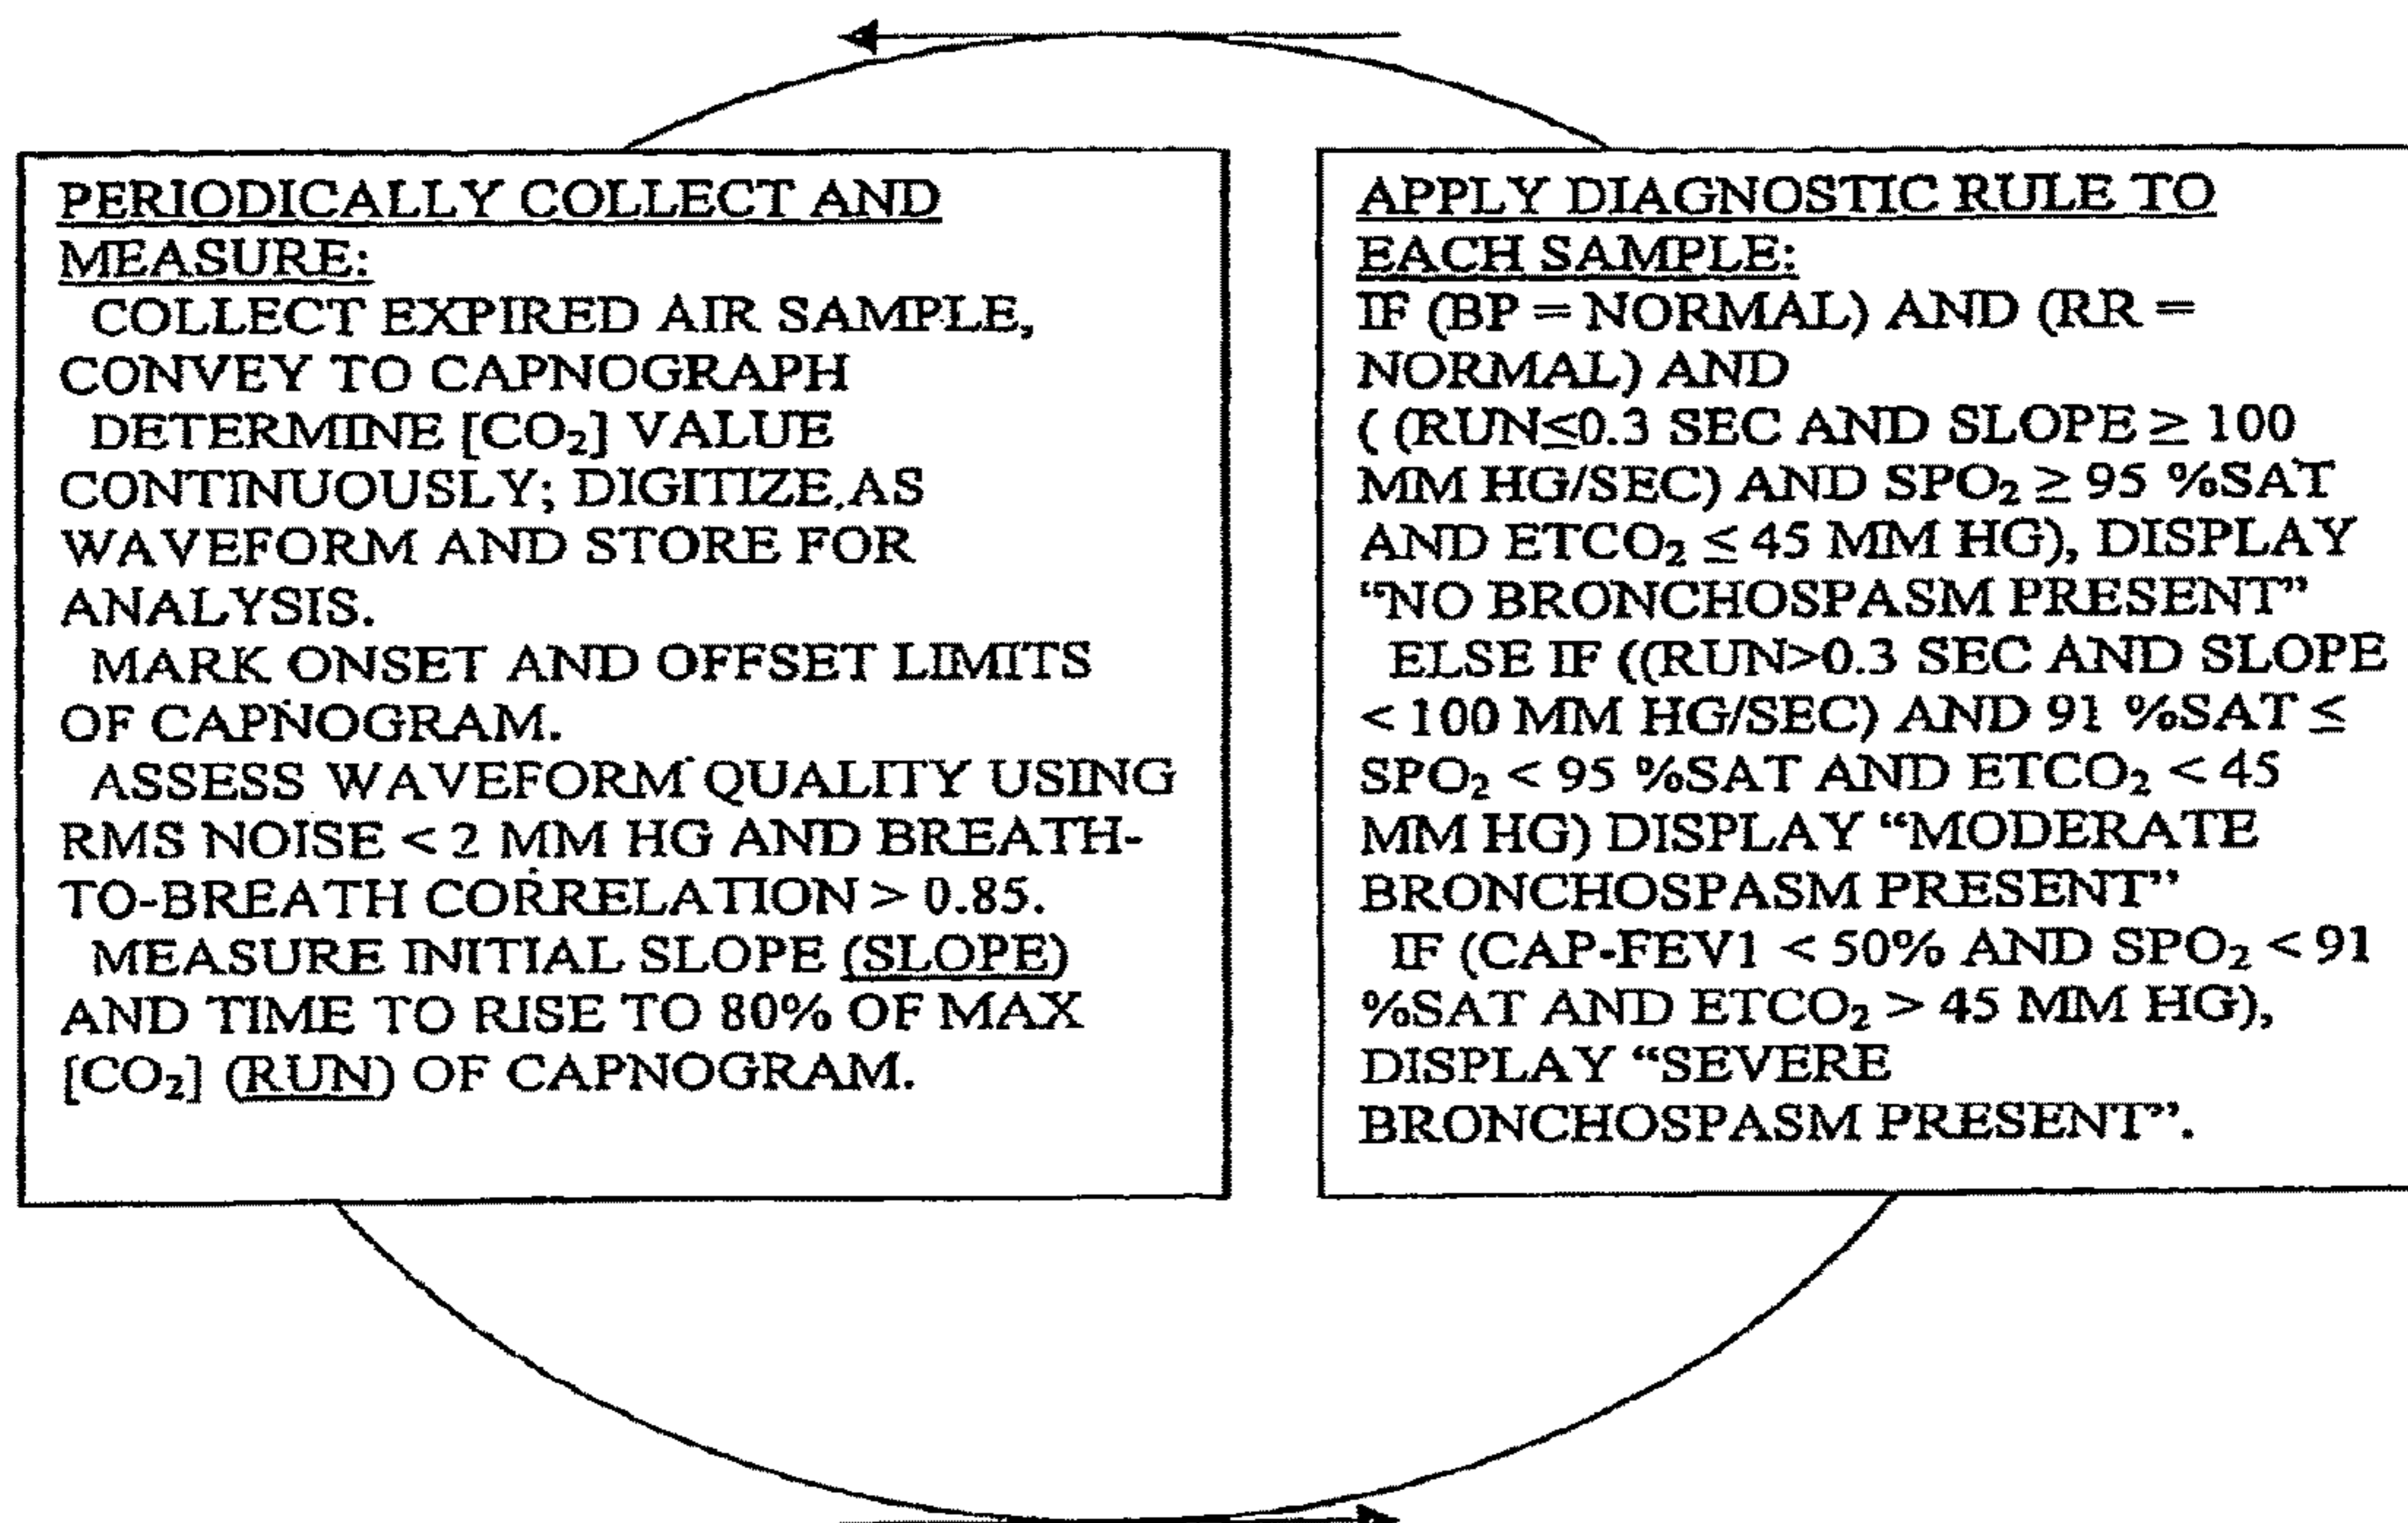 PERIODICALLY COLLECT AND
MEASURE:
COLLECT EXPIRED AIR SAMPLE,
CONVEY TO CAPNOGRAPH
DETERMINE [CO₂] VALUE
CONTINUOUSLY; DIGITIZE AS
WAVEFORM AND STORE FOR
ANALYSIS.
MARK ONSET AND OFFSET LIMITS
OF CAPNOGRAM.
ASSESS WAVEFORM QUALITY USING
RMS NOISE < 2 MM HG AND BREATH-
TO-BREATH CORRELATION > 0.85.
MEASURE INITIAL SLOPE (SLOPE)
AND TIME TO RISE TO 80% OF MAX
[CO₂] (RUN) OF CAPNOGRAM.
APPLY DIAGNOSTIC RULE TO
EACH SAMPLE:
IF (BP = NORMAL) AND (RR =
NORMAL) AND
( (RUN≤0.3 SEC AND SLOPE ≥ 100
MM HG/SEC) AND SPO₂ ≥ 95 %SAT
AND ETCO₂ ≤ 45 MM HG), DISPLAY
“NO BRONCHOSPASM PRESENT”
ELSE IF ((RUN>0.3 SEC AND SLOPE
< 100 MM HG/SEC) AND 91 %SAT ≤
SPO₂ < 95 %SAT AND ETCO₂ < 45
MM HG) DISPLAY “MODERATE
BRONCHOSPASM PRESENT”
IF (CAP-FEV1 < 50% AND SPO₂ < 91
%SAT AND ETCO₂ > 45 MM HG),
DISPLAY “SEVERE
BRONCHOSPASM PRESENT”.